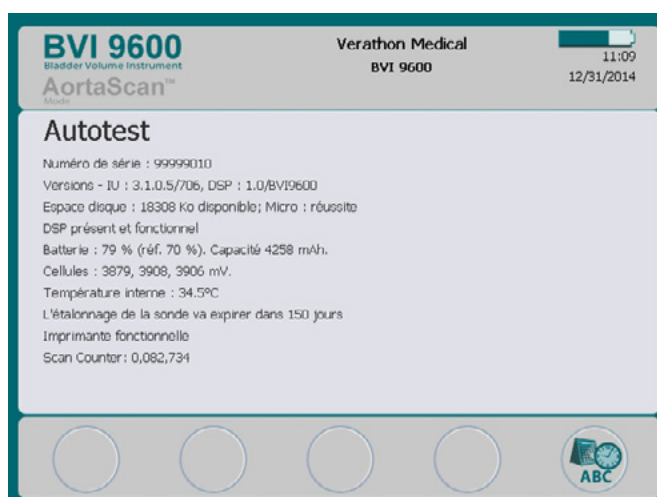 BVI 9600
Bladder Volume Instrument
AortaScan™
Mode
Verathon Medical
BVI 9600
11:09
12/31/2014
Autotest
Numéro de série : 99999010
Versions - IU : 3.1.0.5/706, DSP : 1.0/BVI9600
Espace disque : 18308 Ko disponible; Micro : réussite
DSP présent et fonctionnel
Batterie : 79 % (réf. 70 %). Capacité 4258 mAh.
Cellules : 3879, 3908, 3906 mV.
Température interne : 34.5ºC
L'étalonnage de la sonde va expirer dans 150 jours
Imprimante fonctionnelle
Scan Counter: 0,082,734
ABC